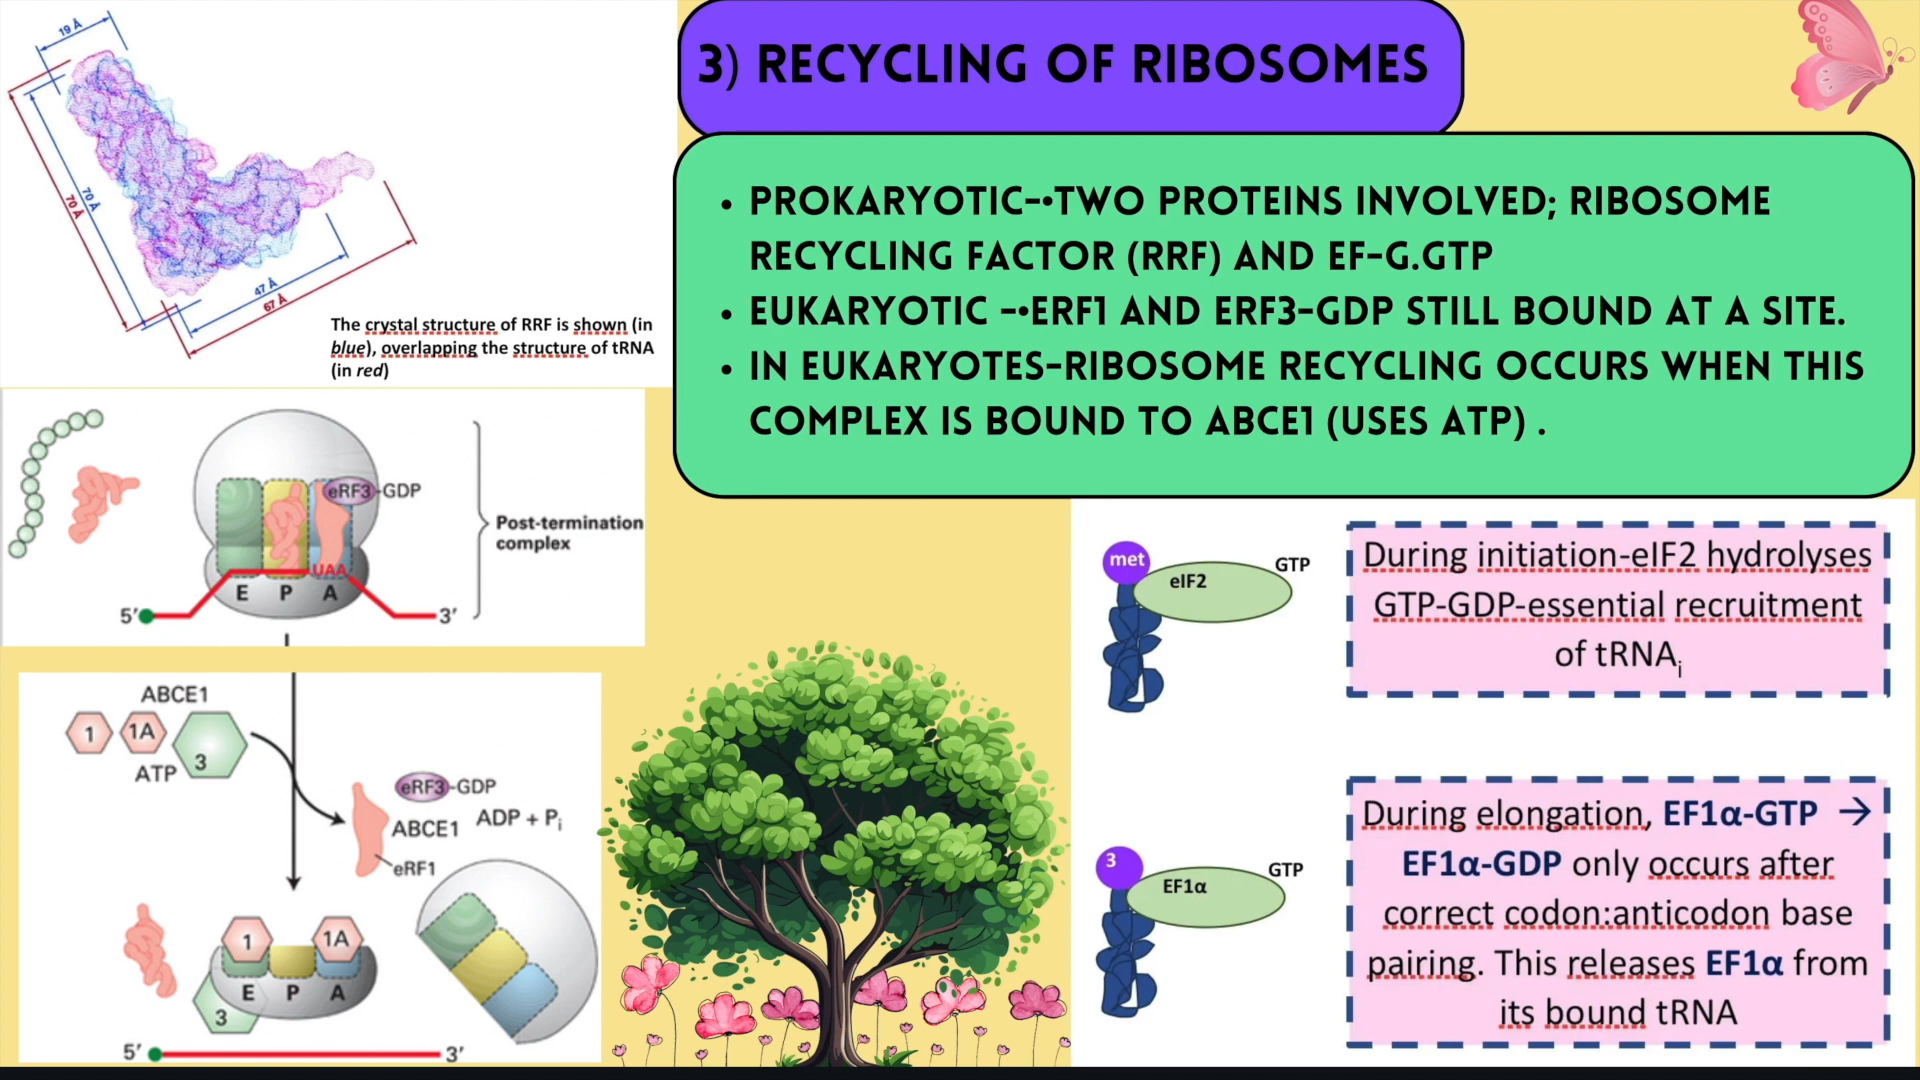 3) RECYCLING OF RIBOSOMES
• PROKARYOTIC-•TWO PROTEINS INVOLVED; RIBOSOME
RECYCLING FACTOR (RRF) AND EF-G.GTP
• EUKARYOTIC -•ERF1 AND ERF3-GDP STILL BOUND AT A SITE.
• IN EUKARYOTES-RIBOSOME RECYCLING OCCURS WHEN THIS
COMPLEX IS BOUND TO ABCE1 (USES ATP) .
19 Å
70 Å
70 Å
47 Å
67 Å
The crystal structure of RRF is shown (in
blue), overlapping the structure of tRNA
(in red)
eRF3-GDP
Post-termination
complex
UAA
E P A
5′ 3′
ABCE1
1 1A 3
ATP
eRF3-GDP
ABCE1 ADP + Pi
eRF1
1 1A
E P A
3
5′ 3′
met
eIF2
GTP
During initiation-eIF2 hydrolyses
GTP-GDP-essential recruitment
of tRNAi
3
EF1α
GTP
During elongation, EF1α-GTP →
EF1α-GDP only occurs after
correct codon:anticodon base
pairing. This releases EF1α from
its bound tRNA